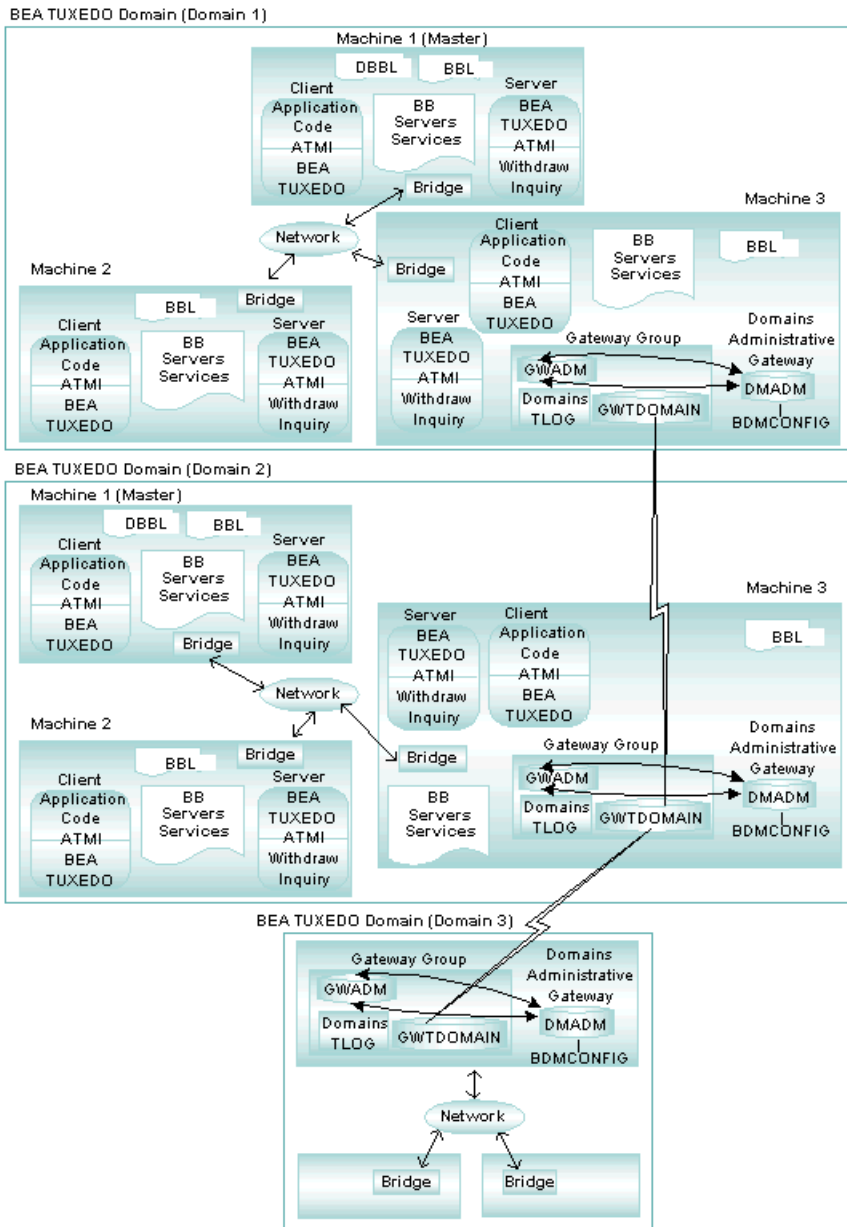 BEA TUXEDO Domain (Domain 1)
Machine 1 (Master)
DBBL
BBL
Client
Application
Code
ATMI
BEA
TUXEDO
BB
Servers
Services
Server
BEA
TUXEDO
ATMI
Withdraw
Inquiry
Bridge
Network
Machine 2
BBL
Bridge
Client
Application
Code
ATMI
BEA
TUXEDO
BB
Servers
Services
Server
BEA
TUXEDO
ATMI
Withdraw
Inquiry
Machine 3
Bridge
Client
Application
Code
ATMI
BEA
TUXEDO
BB
Servers
Services
BBL
Server
BEA
TUXEDO
ATMI
Withdraw
Inquiry
Gateway Group
GWADM
Domains
TLOG
GWTDOMAIN
Domains
Administrative
Gateway
DMADM
BDMCONFIG
BEA TUXEDO Domain (Domain 2)
Machine 1 (Master)
DBBL
BBL
Client
Application
Code
ATMI
BEA
TUXEDO
BB
Servers
Services
Server
BEA
TUXEDO
ATMI
Withdraw
Inquiry
Bridge
Network
Machine 2
BBL
Bridge
Client
Application
Code
ATMI
BEA
TUXEDO
BB
Servers
Services
Server
BEA
TUXEDO
ATMI
Withdraw
Inquiry
Machine 3
Server
BEA
TUXEDO
ATMI
Withdraw
Inquiry
Client
Application
Code
ATMI
BEA
TUXEDO
BBL
Bridge
BB
Servers
Services
Gateway Group
GWADM
Domains
TLOG
GWTDOMAIN
Domains
Administrative
Gateway
DMADM
BDMCONFIG
BEA TUXEDO Domain (Domain 3)
Gateway Group
GWADM
Domains
TLOG
GWTDOMAIN
Domains
Administrative
Gateway
DMADM
BDMCONFIG
Network
Bridge
Bridge